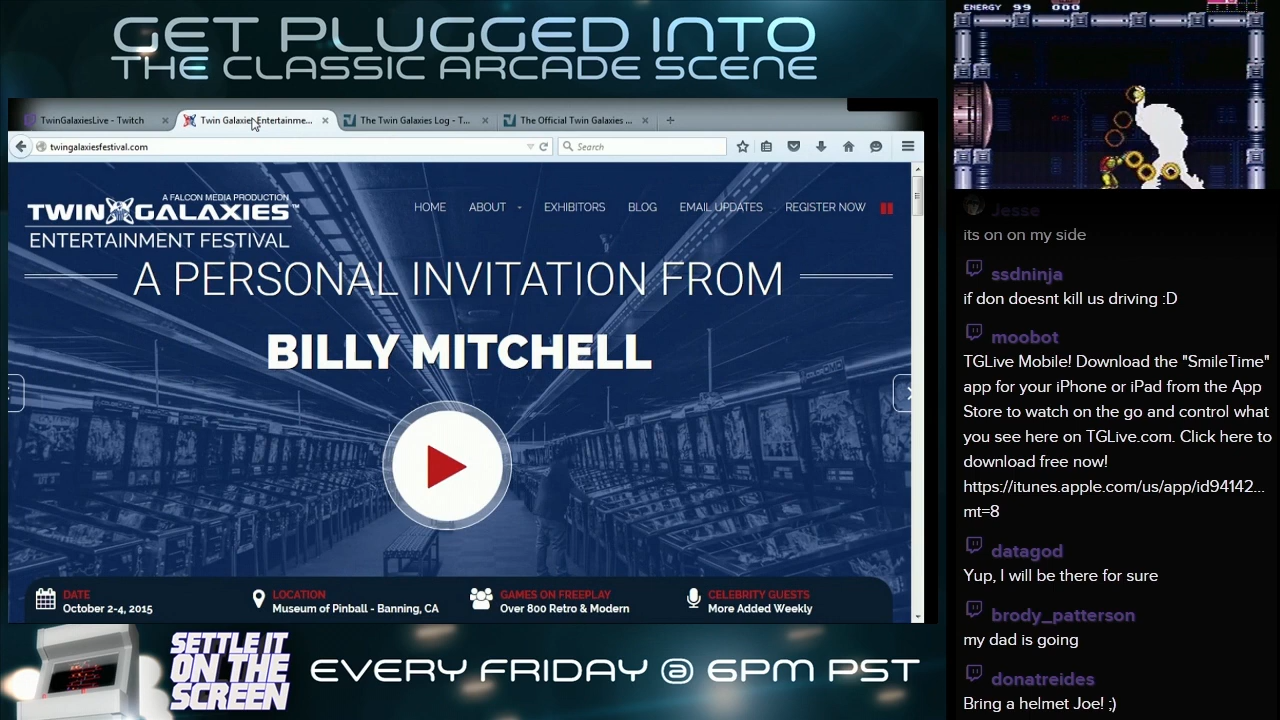 GET PLUGGED INTO
THE CLASSIC ARCADE SCENE
TwinGalaxiesLive - Twitch
Twin Galaxie Entertainme...
The Twin Galaxies Log - T...
The Official Twin Galaxies ...
twingalaxiesfestival.com
Search
A FALCON MEDIA PRODUCTION
TWIN GALAXIES™
ENTERTAINMENT FESTIVAL
HOME
ABOUT
EXHIBITORS
BLOG
EMAIL UPDATES
REGISTER NOW
A PERSONAL INVITATION FROM
BILLY MITCHELL
DATE
October 2-4, 2015
LOCATION
Museum of Pinball - Banning, CA
GAMES ON FREEPLAY
Over 800 Retro & Modern
CELEBRITY GUESTS
More Added Weekly
SETTLE IT
ON THE
SCREEN
EVERY FRIDAY @ 6PM PST
ENERGY 99 000
Jesse
its on on my side
ssdninja
if don doesnt kill us driving :D
moobot
TGLive Mobile! Download the "SmileTime"
app for your iPhone or iPad from the App
Store to watch on the go and control what
you see here on TGLive.com. Click here to
download free now!
https://itunes.apple.com/us/app/id94142...
mt=8
datagod
Yup, I will be there for sure
brody_patterson
my dad is going
donatreides
Bring a helmet Joe! ;)